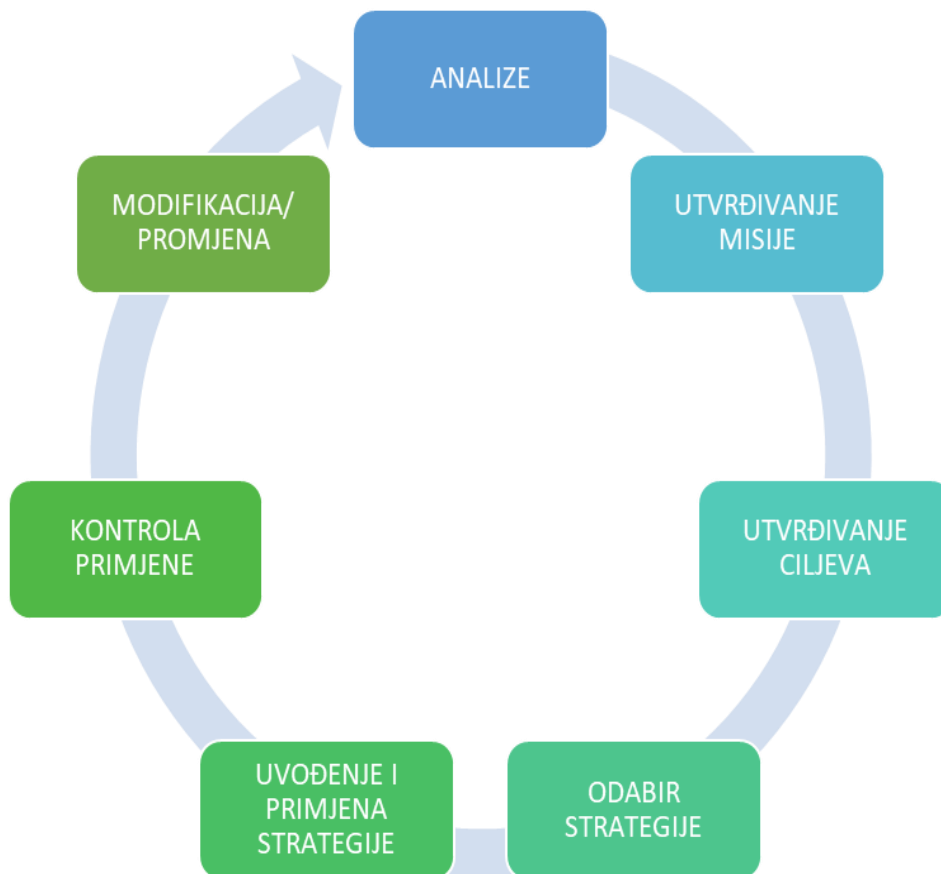 ANALIZE
UTVRĐIVANJE
MISIJE
UTVRĐIVANJE
CILJEVA
ODABIR
STRATEGIJE
UVOĐENJE I
PRIMJENA
STRATEGIJE
KONTROLA
PRIMJENE
MODIFIKACIJA/
PROMJENA